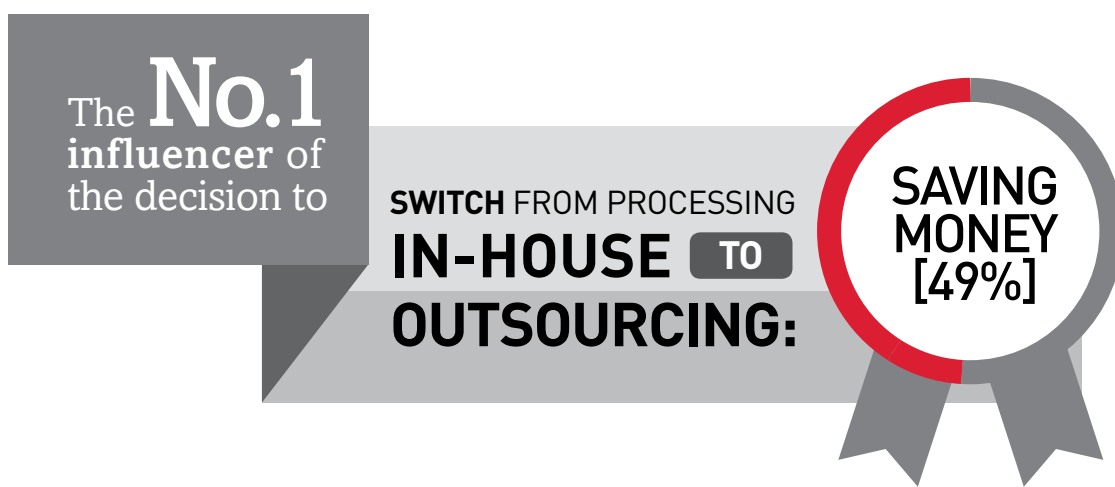 The No.1
influencer of
the decision to
SWITCH FROM PROCESSING
IN-HOUSE TO
OUTSOURCING:
SAVING
MONEY
[49%]